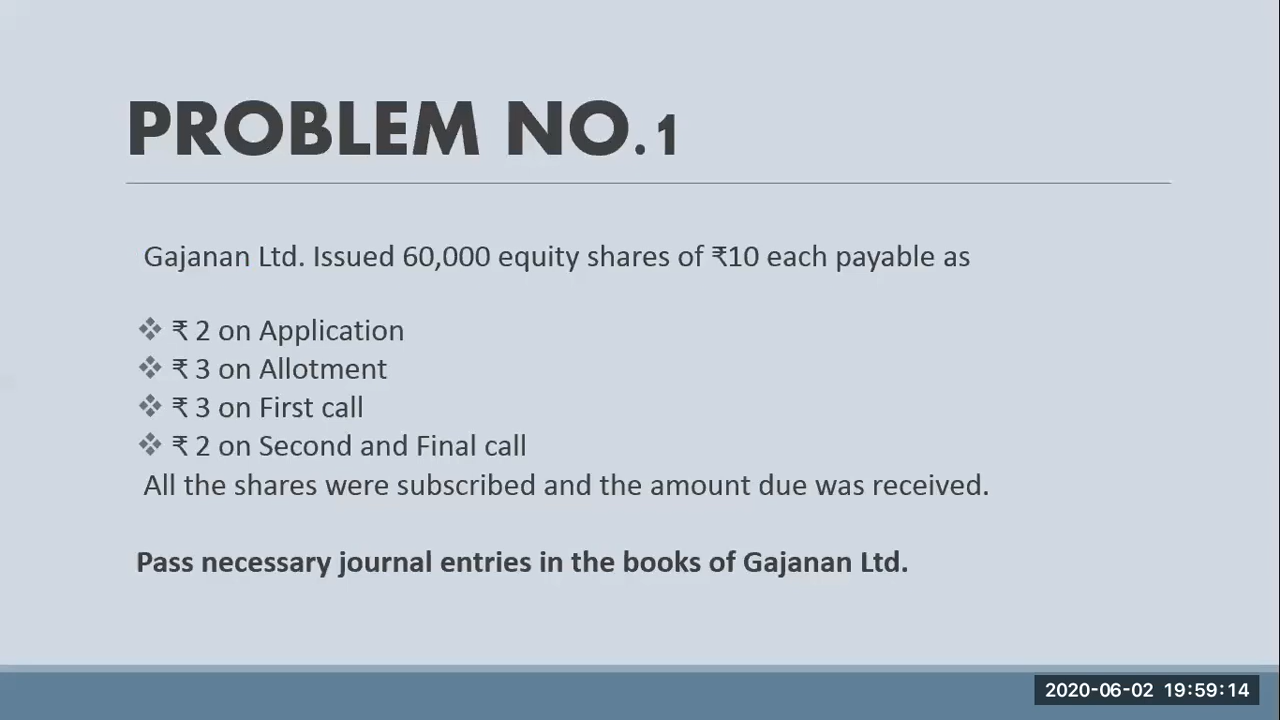 PROBLEM NO.1
Gajanan Ltd. Issued 60,000 equity shares of ₹10 each payable as
❖ ₹ 2 on Application
❖ ₹ 3 on Allotment
❖ ₹ 3 on First call
❖ ₹ 2 on Second and Final call
All the shares were subscribed and the amount due was received.
Pass necessary journal entries in the books of Gajanan Ltd.
2020-06-02 19:59:14